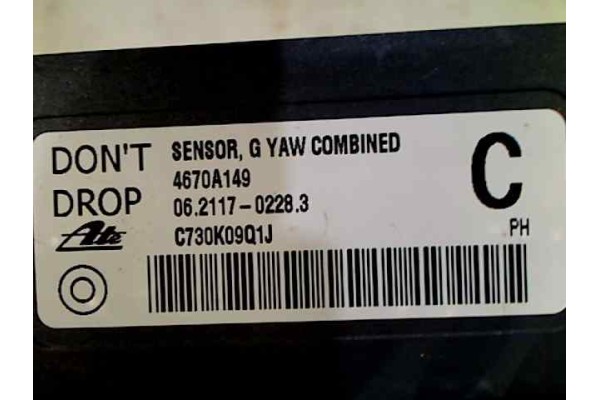 DON'T
DROP
Ate
SENSOR, G YAW COMBINED
4670A149
06.2117-0228.3
C730K09Q1J
C
PH